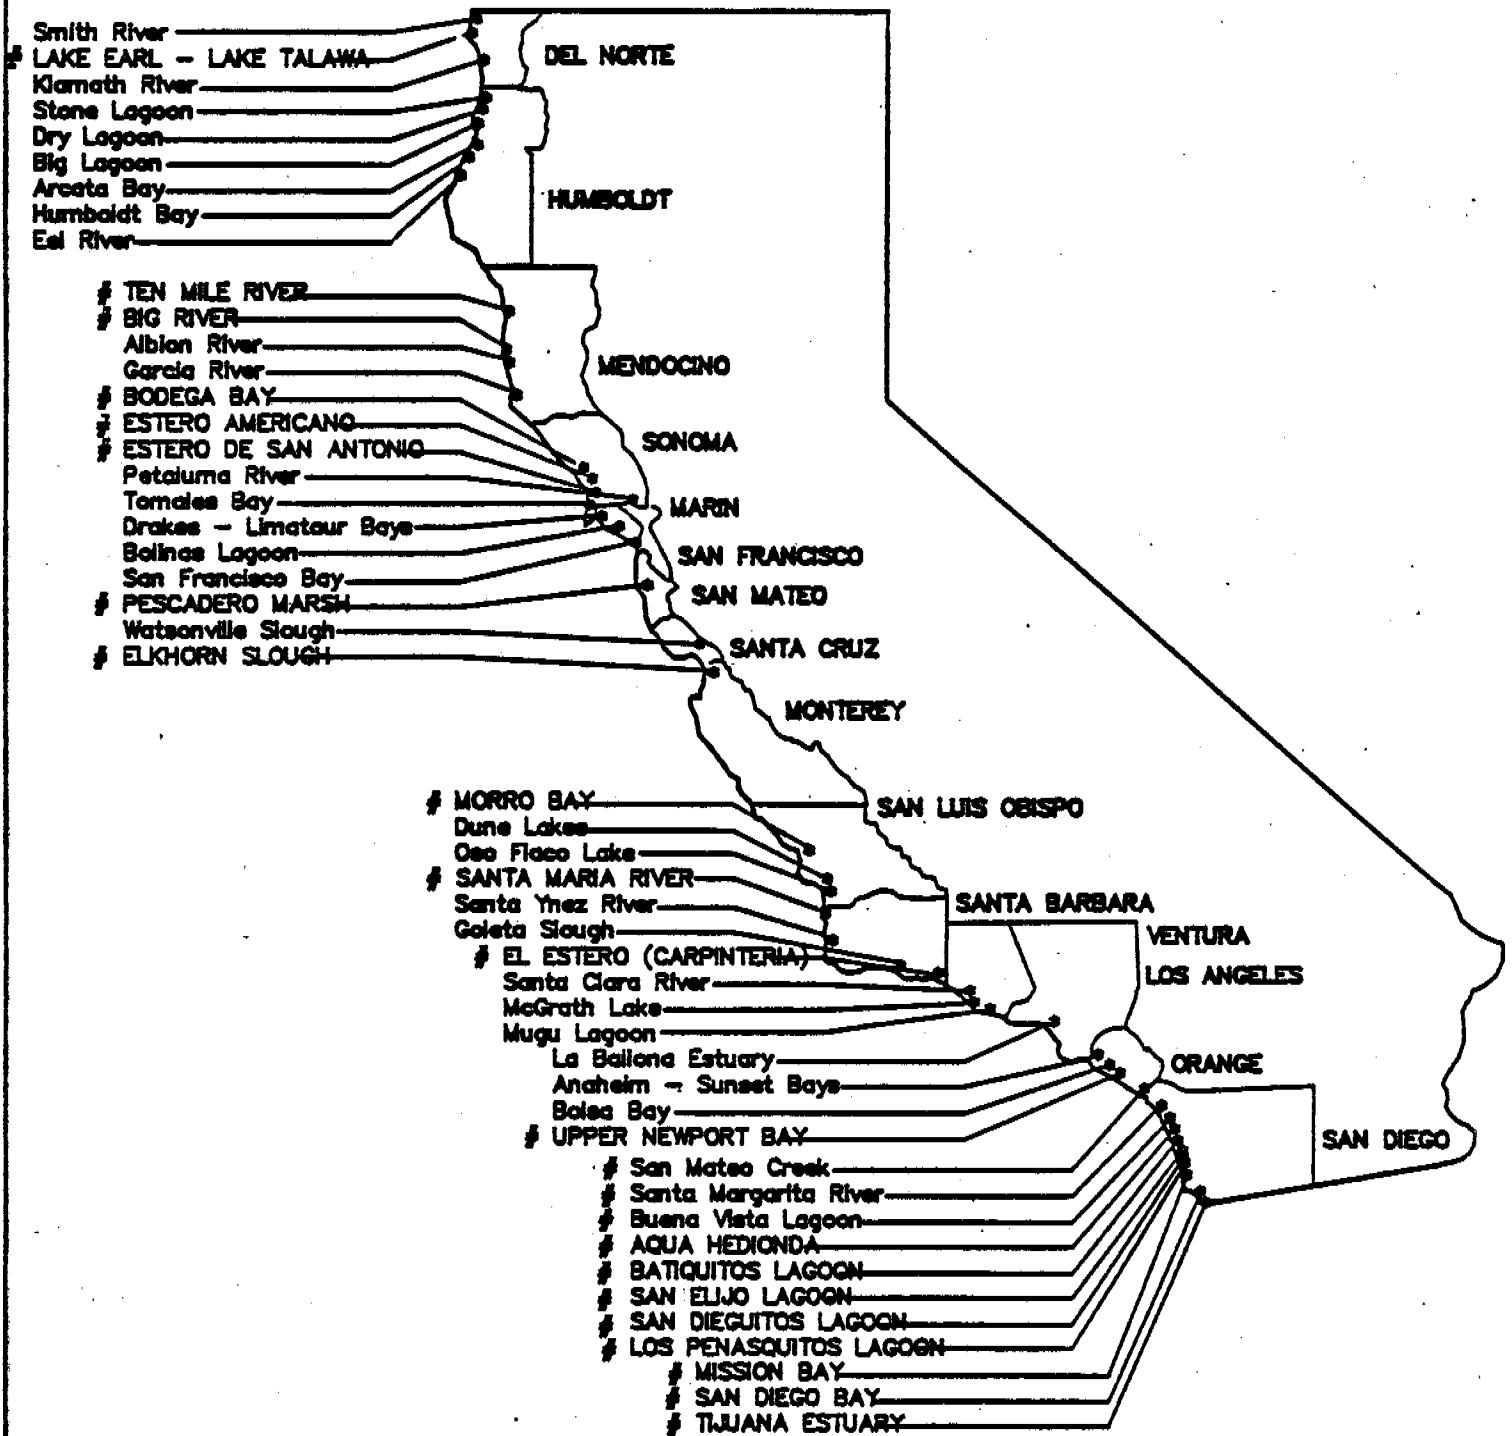 Smith River
# LAKE EARL - LAKE TALAWA
DEL NORTE
Klamath River
Stone Lagoon
Dry Lagoon
Big Lagoon
Arcata Bay
Humboldt Bay
HUMBOLDT
Eel River
# TEN MILE RIVER
# BIG RIVER
Albion River
MENDOCINO
Garcia River
# BODEGA BAY
# ESTERO AMERICANO
SONOMA
# ESTERO DE SAN ANTONIO
Petaluma River
Tomales Bay
MARIN
Drakes - Limatour Bays
Bolinas Lagoon
SAN FRANCISCO
San Francisco Bay
SAN MATEO
# PESCADERO MARSH
Watsonville Slough
SANTA CRUZ
# ELKHORN SLOUGH
MONTEREY
# MORRO BAY
SAN LUIS OBISPO
Dune Lakes
Oso Flaco Lake
# SANTA MARIA RIVER
Santa Ynez River
SANTA BARBARA
Goleta Slough
VENTURA
# EL ESTERO (CARPINTERIA)
LOS ANGELES
Santa Clara River
McGrath Lake
Mugu Lagoon
La Ballona Estuary
ORANGE
Anaheim - Sunset Bays
Bolsa Bay
# UPPER NEWPORT BAY
SAN DIEGO
# San Mateo Creek
# Santa Margarita River
# Buena Vista Lagoon
# AQUA HEDIONDA
# BATIQUITOS LAGOON
# SAN ELIJO LAGOON
# SAN DIEGUITOS LAGOON
# LOS PENASQUITOS LAGOON
# MISSION BAY
# SAN DIEGO BAY
# TIJUANA ESTUARY